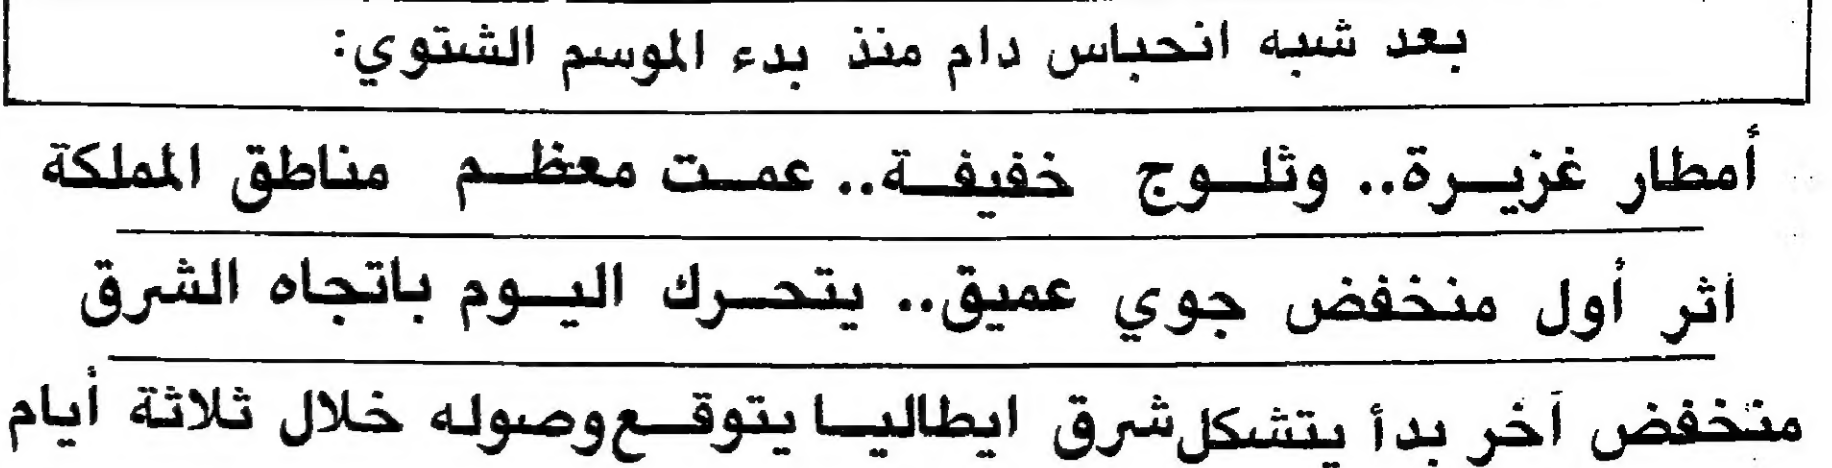 بعد شبه انحباس دام منذ بدء الموسم الشتوي:
أمطار غزيرة.. وثلوج خفيفة.. عمت معظم مناطق المملكة
اثر أول منخفض جوي عميق.. يتحرك اليوم باتجاه الشرق
منخفض آخر بدأ يتشكل شرق ايطاليا يتوقع وصوله خلال ثلاثة أيام